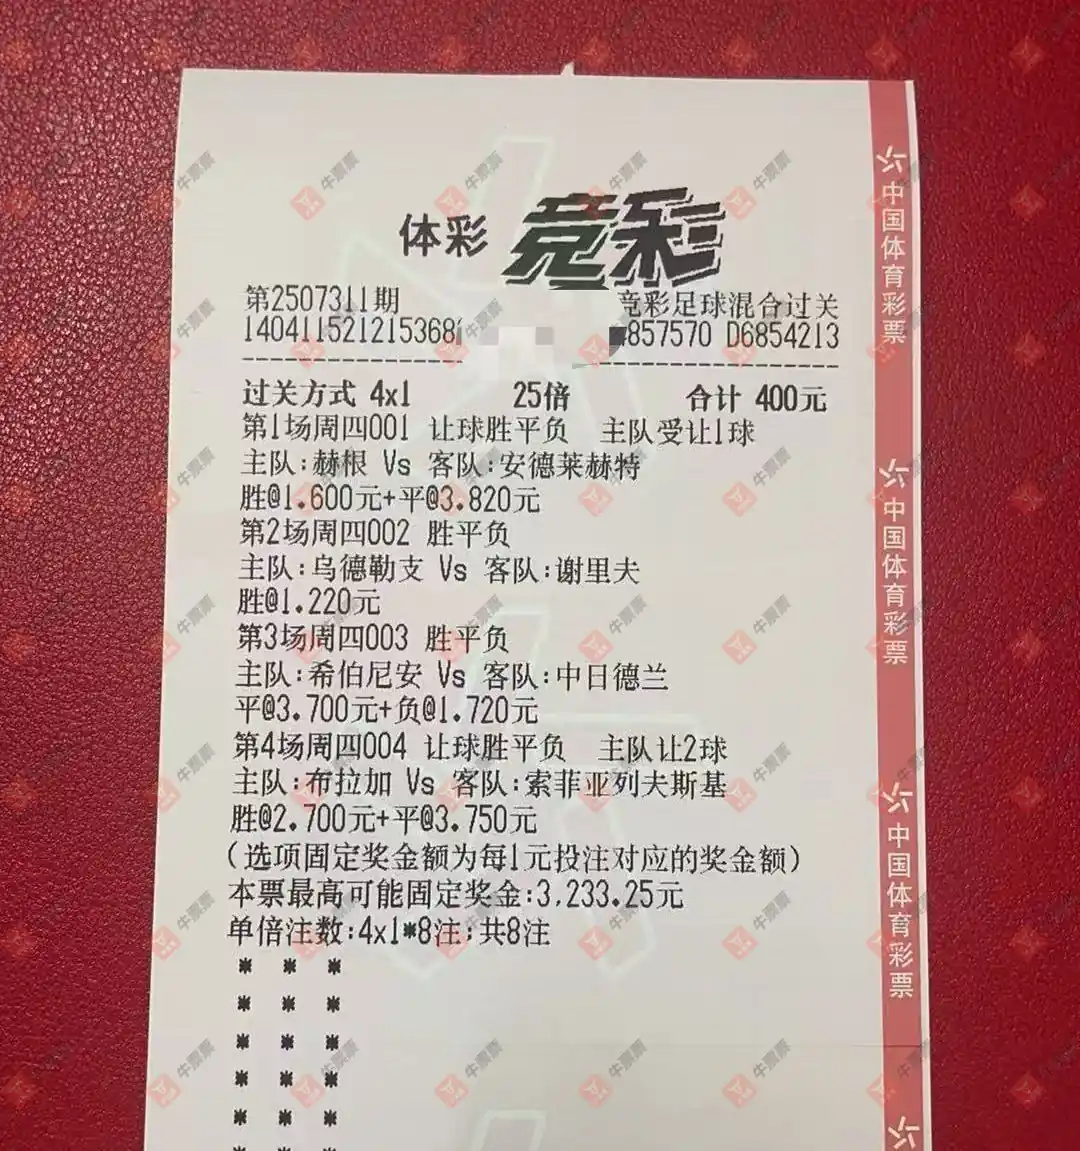 体彩 竞彩
第2507311期 竞彩足球混合过关
140411521215368 857570 D6854213
过关方式 4x1 25倍 合计 400元
第1场周四001 让球胜平负 主队受让1球
主队:赫根 Vs 客队:安德莱赫特
胜@1.600元+平@3.820元
第2场周四002 胜平负
主队:乌德勒支 Vs 客队:谢里夫
胜@1.220元
第3场周四003 胜平负
主队:希伯尼安 Vs 客队:中日德兰
平@3.700元+负@1.720元
第4场周四004 让球胜平负 主队让2球
主队:布拉加 Vs 客队:索菲亚列夫斯基
胜@2.700元+平@3.750元
(选项固定奖金额为每1元投注对应的奖金额)
本票最高可能固定奖金:3,233.25元
单倍注数:4x1*8注;共8注
* * *
* * *
* * *
* * *
* * *
* * *
中国体育彩票
中国体育彩票
中国体育彩票
牛票票